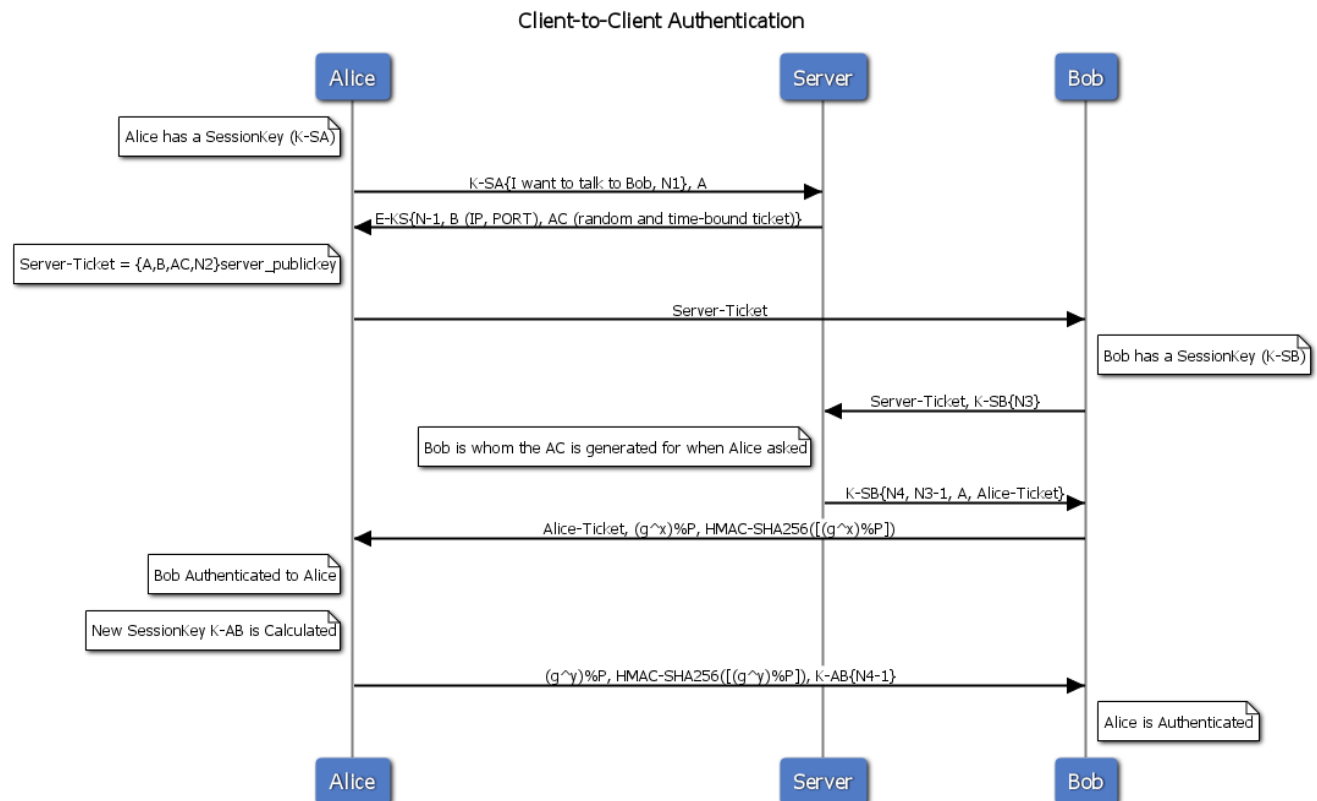 Client-to-Client Authentication
Alice Server Bob
Alice has a SessionKey (K-SA)
K-SA{I want to talk to Bob, N1}, A
E-KS{N-1, B (IP, PORT), AC (random and time-bound ticket)}
Server-Ticket = {A,B,AC,N2}server_publickey
Server-Ticket
Bob has a SessionKey (K-SB)
Server-Ticket, K-SB{N3}
Bob is whom the AC is generated for when Alice asked
K-SB{N4, N3-1, A, Alice-Ticket}
Alice-Ticket, (g^x)%P, HMAC-SHA256([(g^x)%P])
Bob Authenticated to Alice
New SessionKey K-AB is Calculated
(g^y)%P, HMAC-SHA256([(g^y)%P]), K-AB{N4-1}
Alice is Authenticated
Alice Server Bob